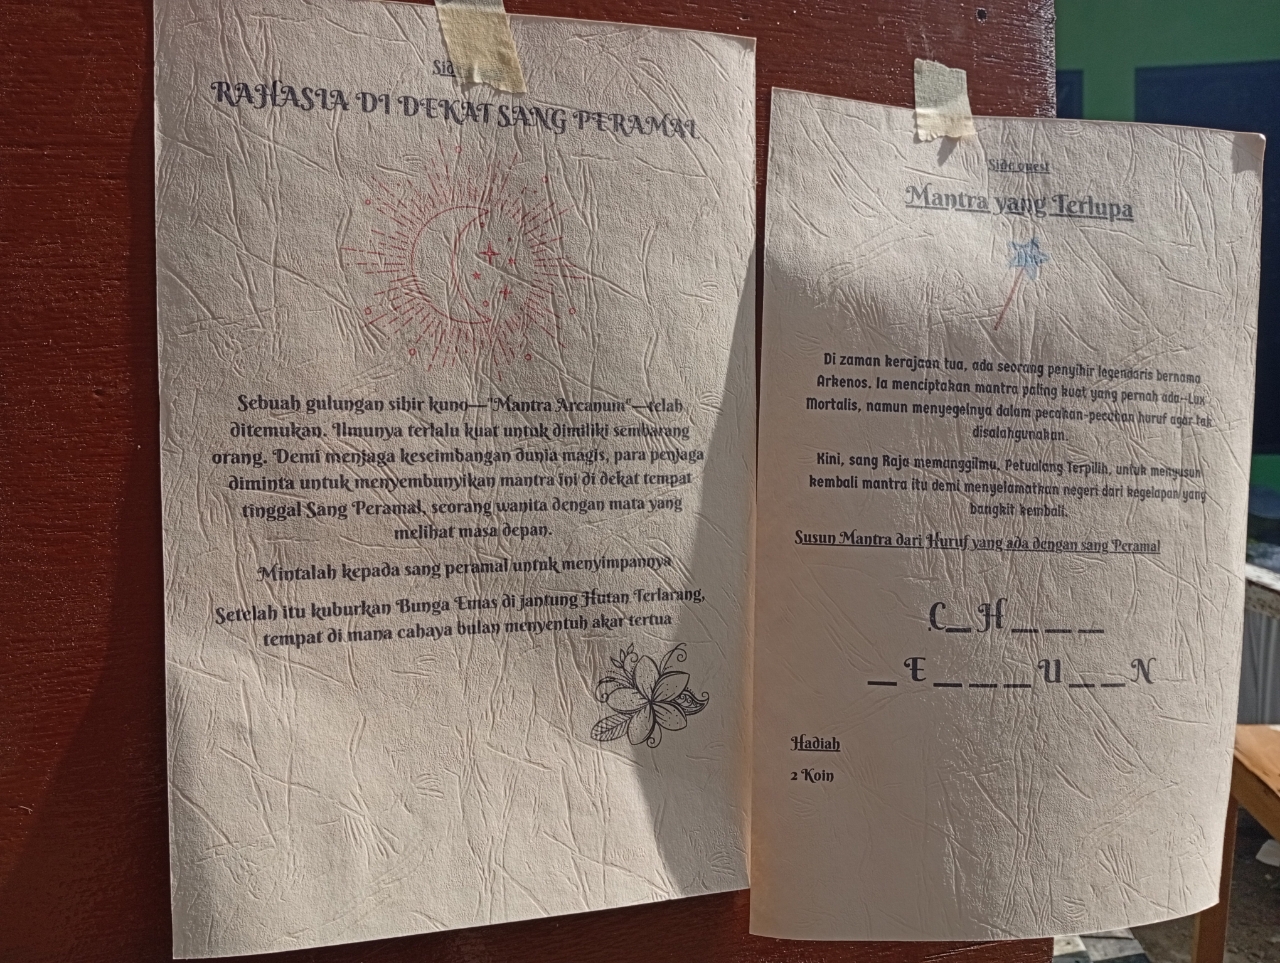 RAHASIA DI DEKAT SANG PERAMAL
Sebuah gulungan sihir kuno—"Mantra Arcanum"—telah
ditemukan. Ilmunya terlalu kuat untuk dimiliki sembarang
orang. Demi menjaga keseimbangan dunia magis, para penjaga
diminta untuk menyembunyikan mantra ini di dekat tempat
tinggal Sang Peramal, seorang wanita dengan mata yang
melihat masa depan.
Mintalah kepada sang peramal untuk menyimpannya
Setelah itu kuburkan Bunga Emas di jantung Hutan Terlarang,
tempat di mana cahaya bulan menyentuh akar tertua
Side quest
Mantra yang Terlupa
Di zaman kerajaan tua, ada seorang penyihir legendaris bernama
Arkenos. Ia menciptakan mantra paling kuat yang pernah ada—Lux
Mortalis, namun menyegelnya dalam pecahan-pecahan huruf agar tak
disalahgunakan.
Kini, sang Raja memanggilmu, Petualang Terpilih, untuk menyusun
kembali mantra itu demi menyelamatkan negeri dari kegelapan yang
bangkit kembali.
Susun Mantra dari Huruf yang ada dengan sang Peramal
C_H_ _ _
_E_ _ _U_ _N
Hadiah
2 Koin